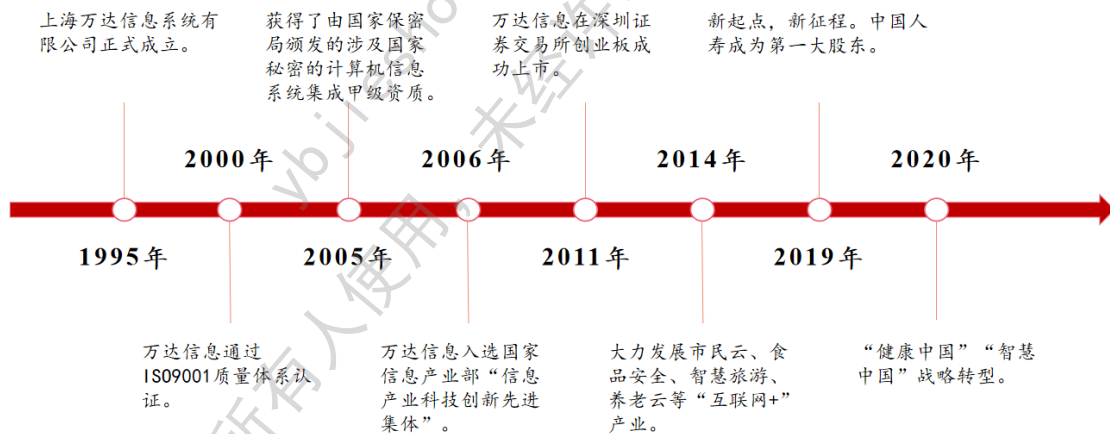 上海万达信息系统有
限公司正式成立。
获得了由国家保密
局颁发的涉及国家
秘密的计算机信息
系统集成甲级资质。
万达信息在深圳证
券交易所创业板成
功上市。
新起点，新征程。中国人
寿成为第一大股东。
2000年
2006年
2014年
2020年
1995年
2005年
2011年
2019年
万达信息通过
ISO9001质量体系认
证。
万达信息入选国家
信息产业部“信息
产业科技创新先进
集体”。
大力发展市民云、食
品安全、智慧旅游、
养老云等“互联网+”
产业。
“健康中国”“智慧
中国”战略转型。
ybjiesho
所有人使用，未经许